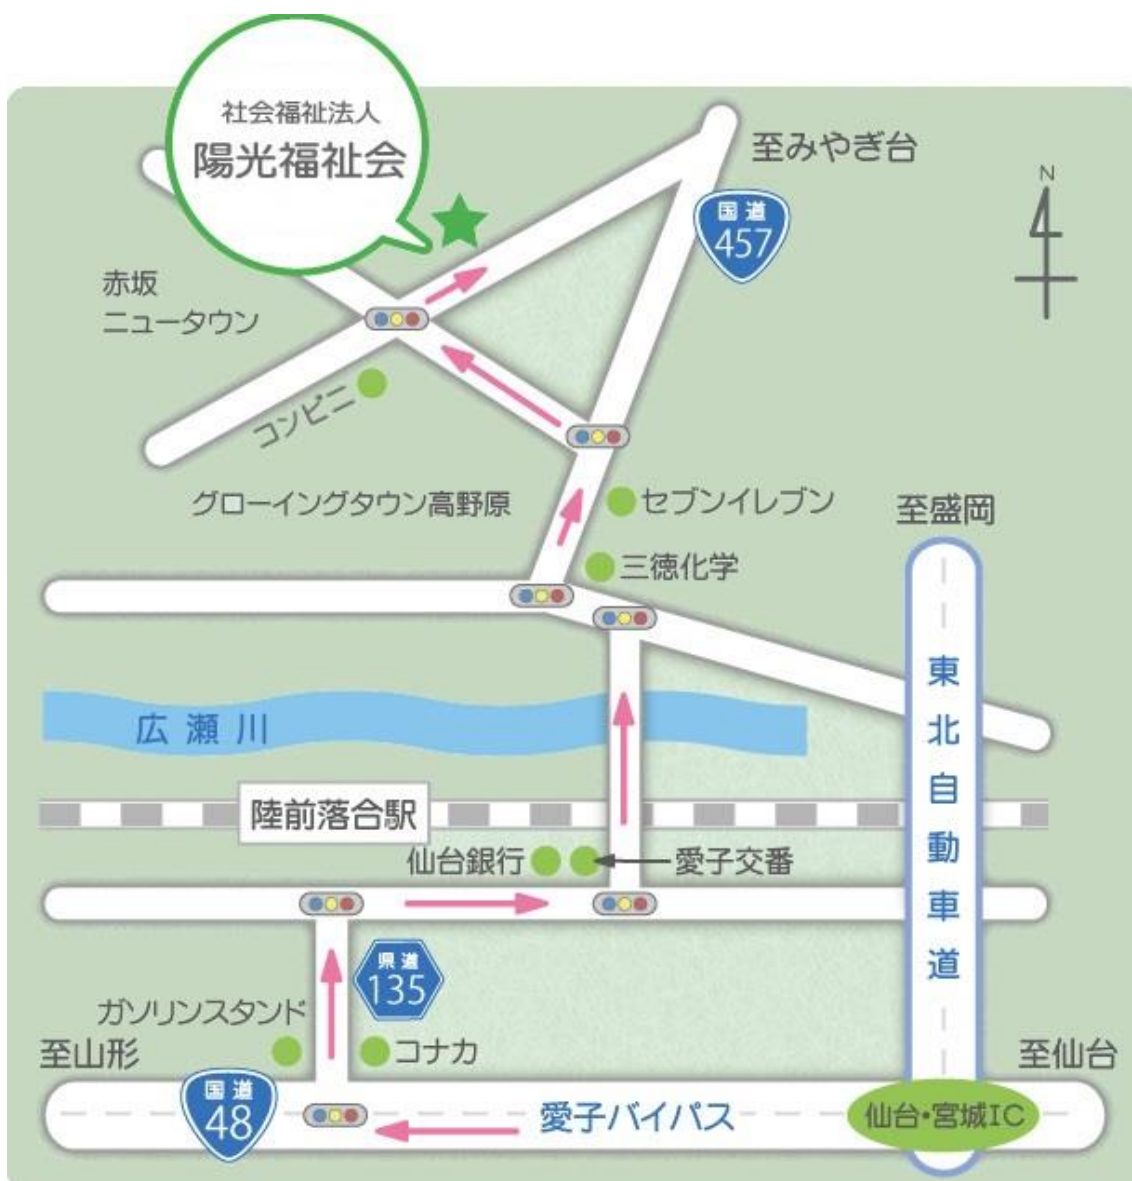 社会福祉法人
陽光福祉会
至みやぎ台
N
国道
457
赤坂
ニュータウン
コンビニ
グローイングタウン高野原
セブンイレブン
至盛岡
三徳化学
東北自動車道
広瀬川
陸前落合駅
仙台銀行
愛子交番
県道
135
ガソリンスタンド
至山形
コナカ
至仙台
国道
48
愛子バイパス
仙台・宮城IC